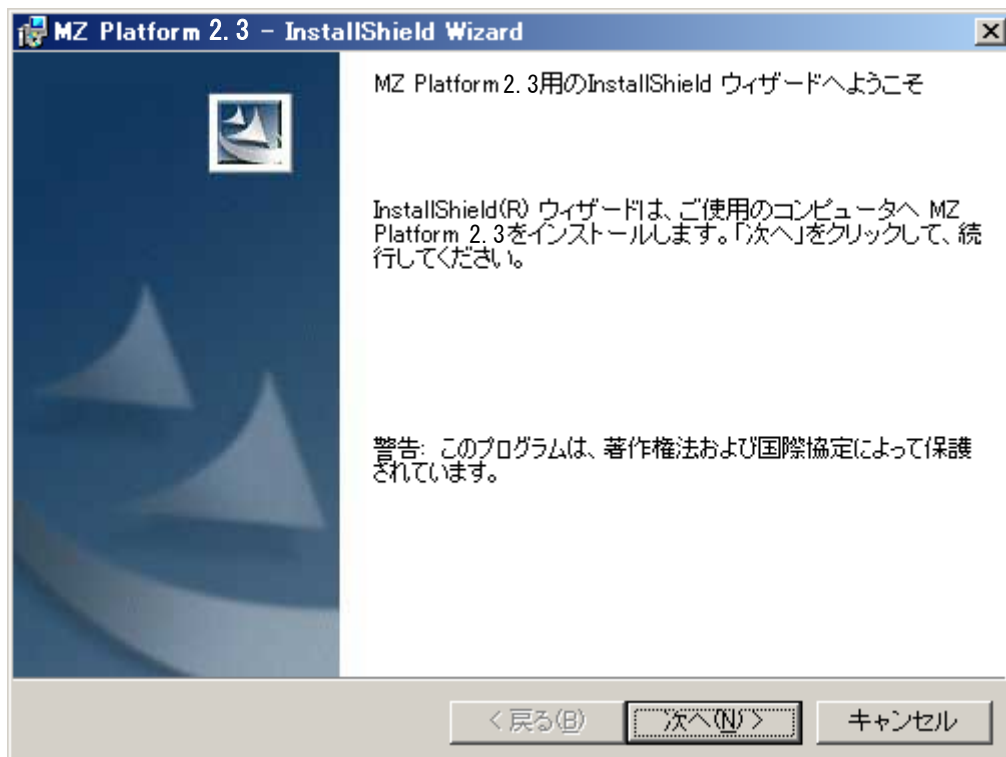 MZ Platform 2.3 - InstallShield Wizard
MZ Platform 2.3用のInstallShield ウィザードへようこそ
InstallShield(R) ウィザードは、ご使用のコンピュータへ MZ
Platform 2.3をインストールします。「次へ」をクリックして、続
行してください。
警告: このプログラムは、著作権法および国際協定によって保護
されています。
< 戻る(B)
次へ(N) >
キャンセル